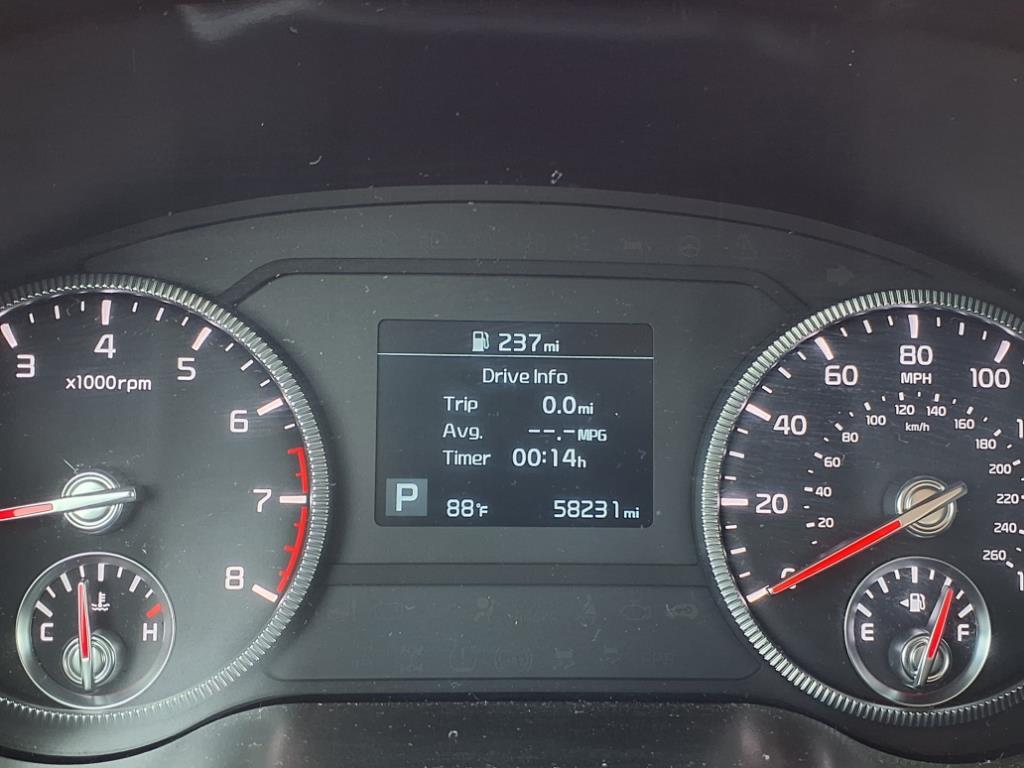 237mi
Drive Info
Trip 0.0mi
Avg. --.-MPG
Timer 00:14h
P 88°F 58231mi
3 4 5 6 7 8
x1000rpm
C H
0 20 40 60 80 100
MPH
20 40 60 80 100 120 140 160 180 200 220 240 260
km/h
E F